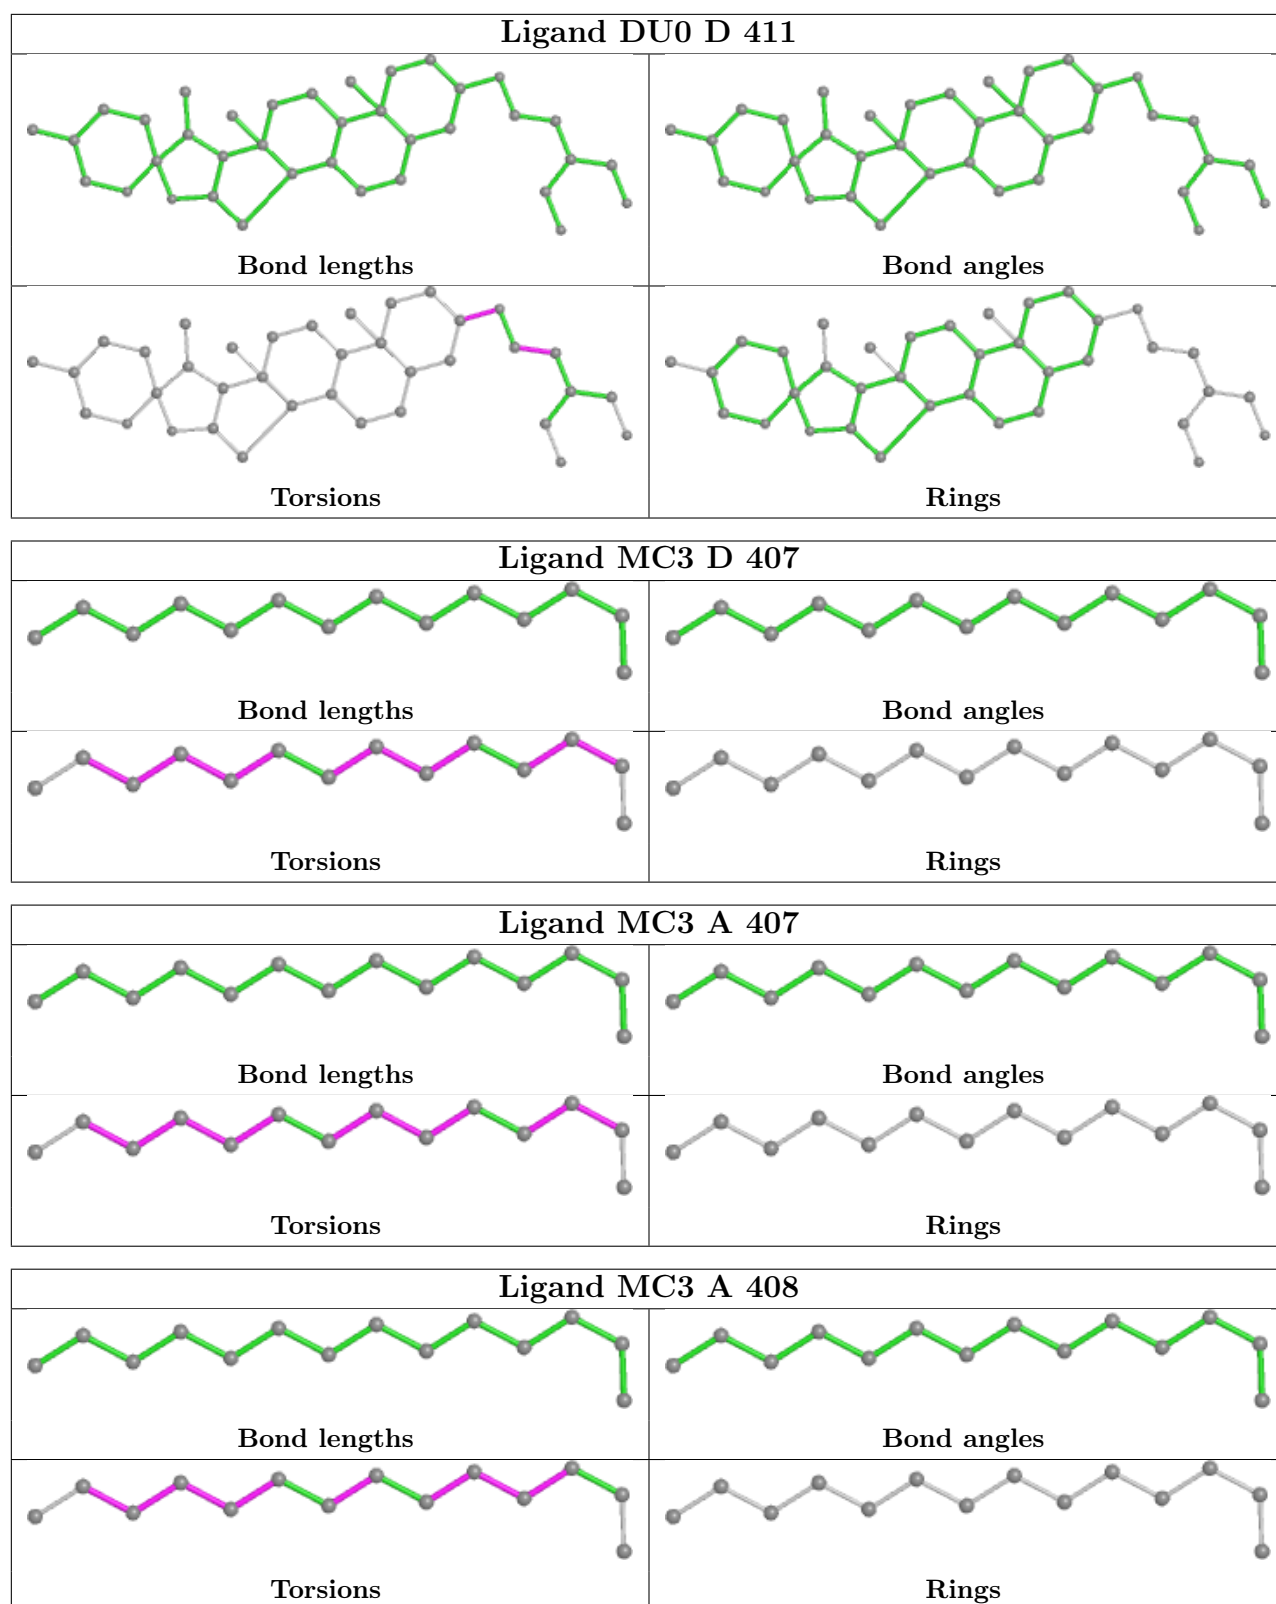 Ligand DU0 D 411
Bond lengths
Bond angles
Torsions
Rings
Ligand MC3 D 407
Bond lengths
Bond angles
Torsions
Rings
Ligand MC3 A 407
Bond lengths
Bond angles
Torsions
Rings
Ligand MC3 A 408
Bond lengths
Bond angles
Torsions
Rings